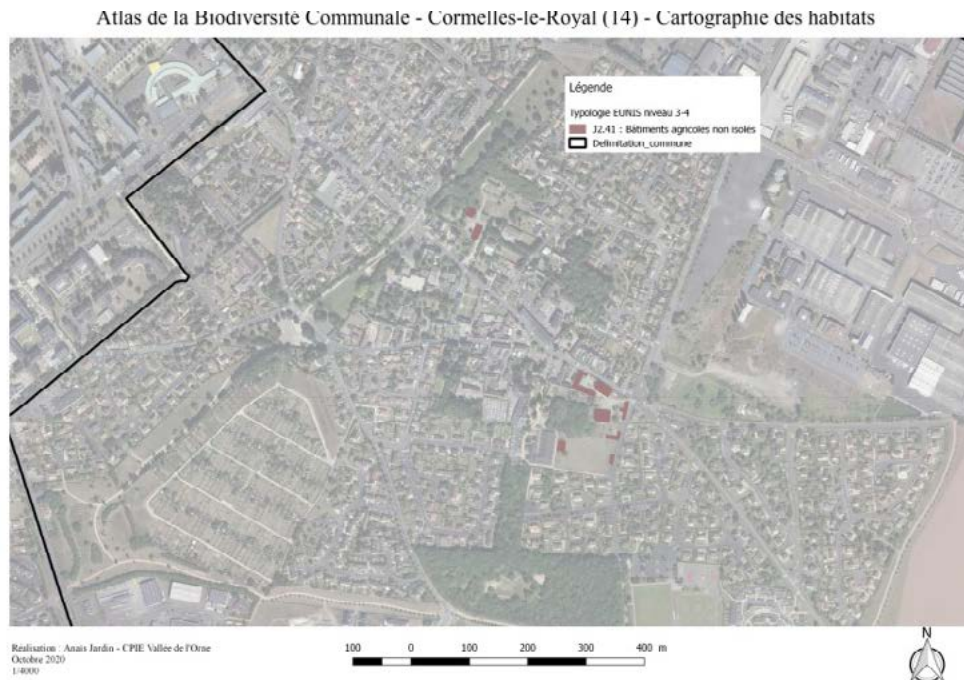 Atlas de la Biodiversité Communale - Cormelles-le-Royal (14) - Cartographie des habitats
Légende
Typologie EUNIS niveau 3-4
J2.41 : Bâtiments agricoles non isolés
Délimitation_commune
Réalisation : Anaïs Jardin - CPIE Vallée de l'Orne
Octobre 2020
1/4000
100 0 100 200 300 400 m
N